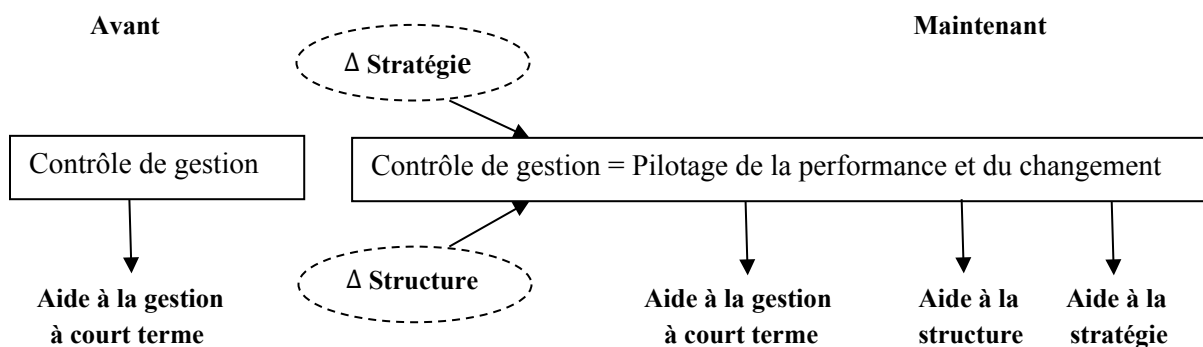 Avant
Maintenant
Δ Stratégie
Contrôle de gestion
Contrôle de gestion = Pilotage de la performance et du changement
Δ Structure
Aide à la gestion
à court terme
Aide à la gestion
à court terme
Aide à la
structure
Aide à la
stratégie